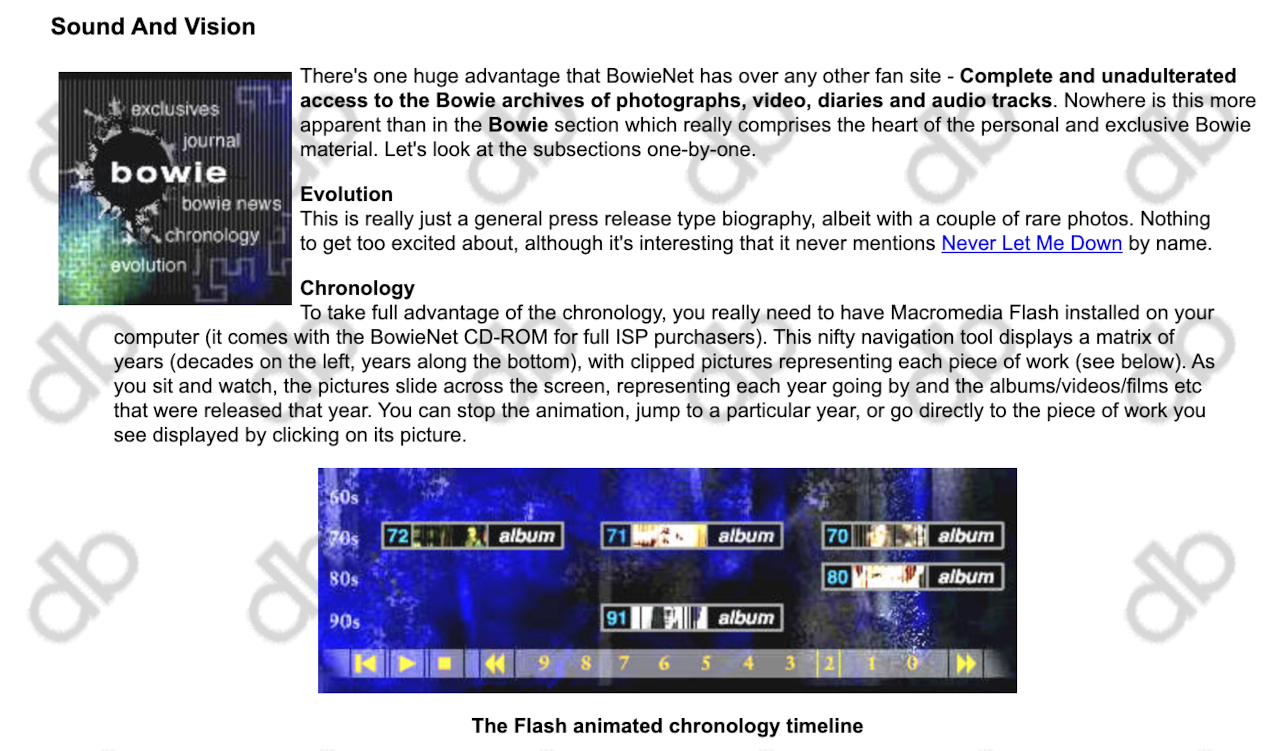 Sound And Vision
exclusives
journal
bowie
bowie news
chronology
evolution
There's one huge advantage that BowieNet has over any other fan site - Complete and unadulterated
access to the Bowie archives of photographs, video, diaries and audio tracks. Nowhere is this more
apparent than in the Bowie section which really comprises the heart of the personal and exclusive Bowie
material. Let's look at the subsections one-by-one.
Evolution
This is really just a general press release type biography, albeit with a couple of rare photos. Nothing
to get too excited about, although it's interesting that it never mentions Never Let Me Down by name.
Chronology
To take full advantage of the chronology, you really need to have Macromedia Flash installed on your
computer (it comes with the BowieNet CD-ROM for full ISP purchasers). This nifty navigation tool displays a matrix of
years (decades on the left, years along the bottom), with clipped pictures representing each piece of work (see below). As
you sit and watch, the pictures slide across the screen, representing each year going by and the albums/videos/films etc
that were released that year. You can stop the animation, jump to a particular year, or go directly to the piece of work you
see displayed by clicking on its picture.
60s
70s 72 album 71 album 70 album
80s 80 album
90s 91 album
9 8 7 6 5 4 3 2 1 0
The Flash animated chronology timeline